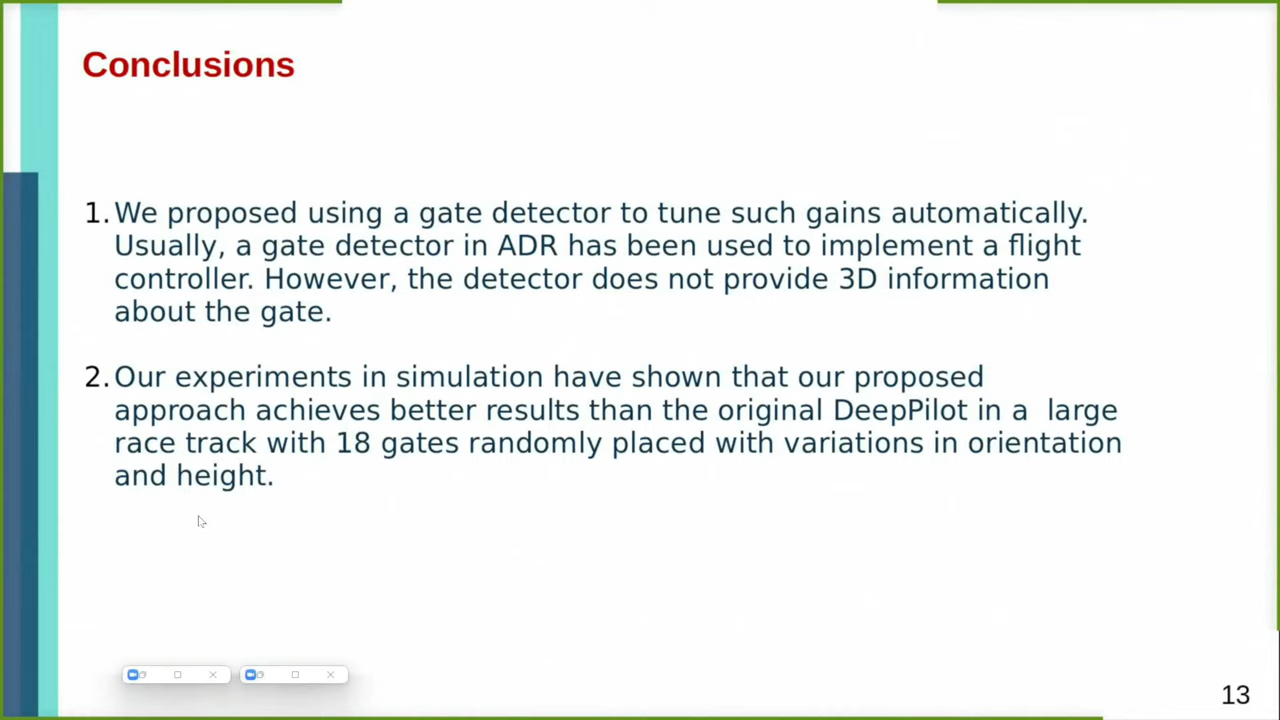 Conclusions
1. We proposed using a gate detector to tune such gains automatically.
Usually, a gate detector in ADR has been used to implement a flight
controller. However, the detector does not provide 3D information
about the gate.
2. Our experiments in simulation have shown that our proposed
approach achieves better results than the original DeepPilot in a  large
race track with 18 gates randomly placed with variations in orientation
and height.
13